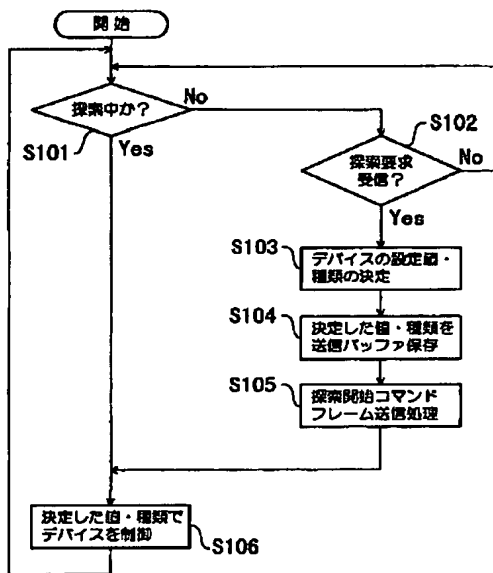 開始
探索中か？
No
S101
Yes
S102
探索要求
受信？
No
Yes
S103
デバイスの設定値・
種類の決定
S104
決定した値・種類を
送信バッファ保存
S105
探索開始コマンド
フレーム送信処理
決定した値・種類で
デバイスを制御
S106